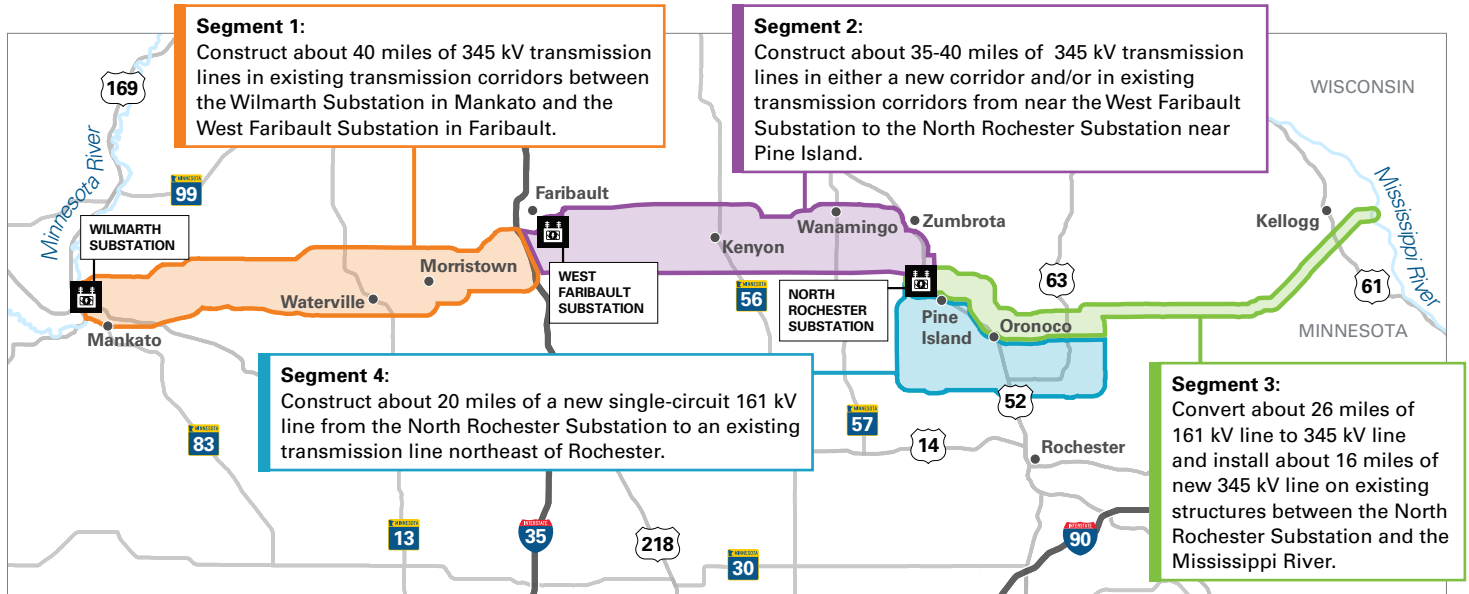 Segment 1:
Construct about 40 miles of 345 kV transmission
lines in existing transmission corridors between
the Wilmarth Substation in Mankato and the
West Faribault Substation in Faribault.
Segment 2:
Construct about 35-40 miles of 345 kV transmission
lines in either a new corridor and/or in existing
transmission corridors from near the West Faribault
Substation to the North Rochester Substation near
Pine Island.
WISCONSIN
169
Minnesota River
MINNESOTA
99
Faribault
WILMARTH
SUBSTATION
Wanamingo
Zumbrota
Kellogg
Mississippi River
Kenyon
Morristown
Waterville
WEST
FARIBAULT
SUBSTATION
MINNESOTA
56
NORTH
ROCHESTER
SUBSTATION
63
61
Pine
Island
Oronoco
MINNESOTA
Mankato
Segment 4:
Construct about 20 miles of a new single-circuit 161 kV
line from the North Rochester Substation to an existing
transmission line northeast of Rochester.
Segment 3:
Convert about 26 miles of
161 kV line to 345 kV line
and install about 16 miles of
new 345 kV line on existing
structures between the North
Rochester Substation and the
Mississippi River.
52
MINNESOTA
57
MINNESOTA
83
14
Rochester
MINNESOTA
13
INTERSTATE
35
218
MINNESOTA
30
INTERSTATE
90